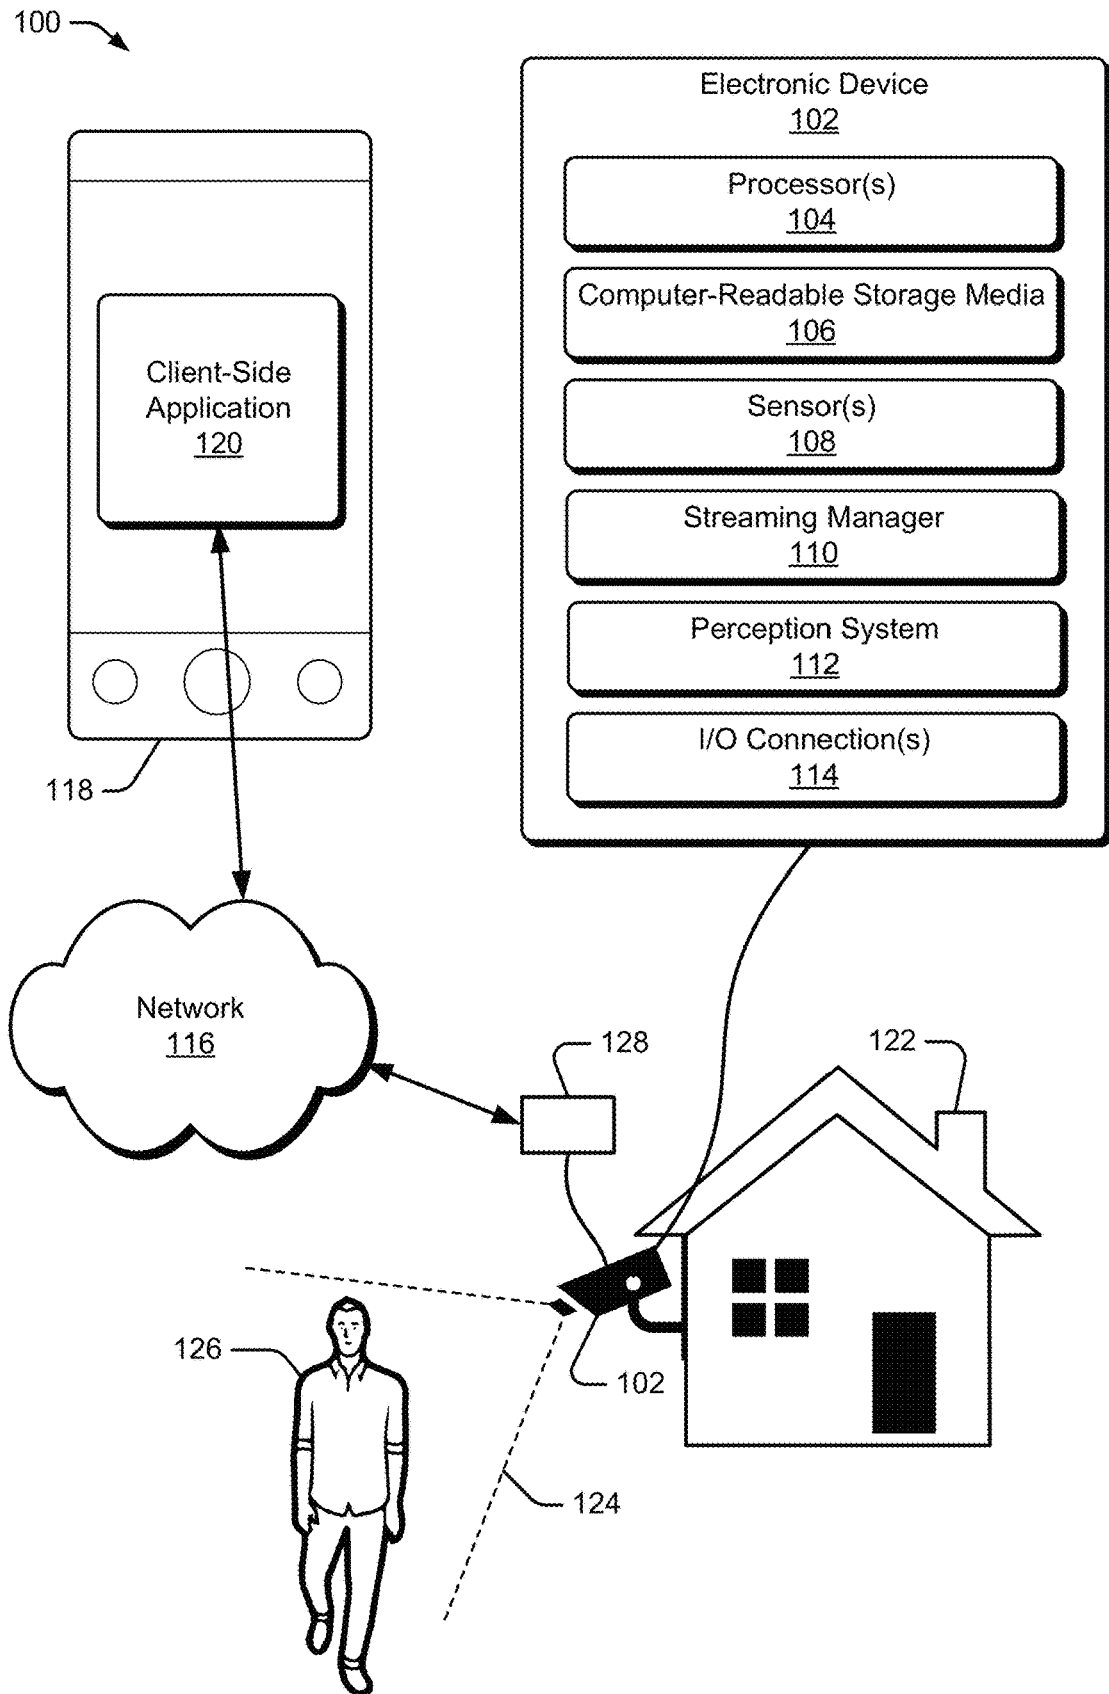 100
Electronic Device
102
Processor(s)
104
Computer-Readable Storage Media
106
Sensor(s)
108
Streaming Manager
110
Perception System
112
I/O Connection(s)
114
Client-Side
Application
120
118
Network
116
128
122
126
102
124